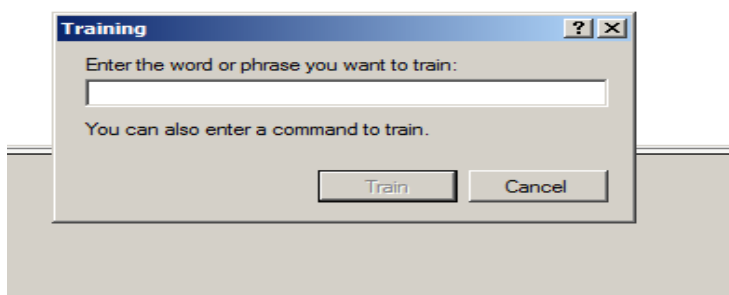 Training
Enter the word or phrase you want to train:
You can also enter a command to train.
Train Cancel